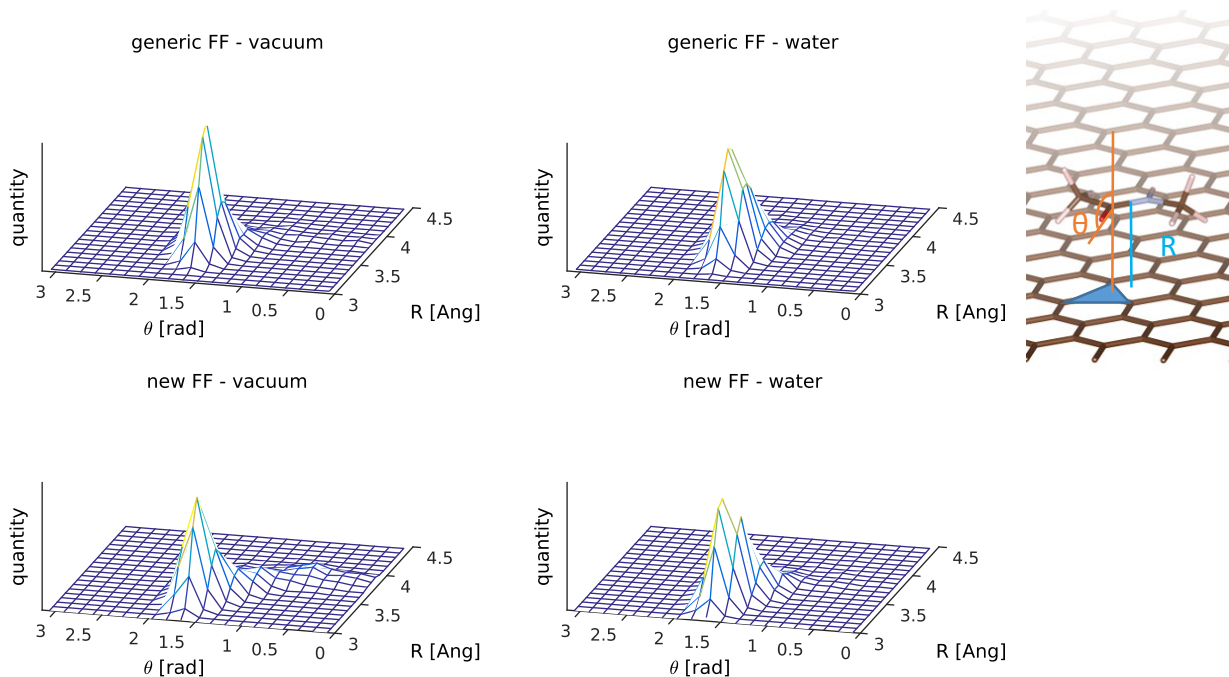 generic FF - vacuum
quantity
3 2.5 2 1.5 1 0.5 0
θ [rad]
3 3.5 4 4.5
R [Ang]
generic FF - water
quantity
3 2.5 2 1.5 1 0.5 0
θ [rad]
3 3.5 4 4.5
R [Ang]
θ
R
new FF - vacuum
quantity
3 2.5 2 1.5 1 0.5 0
θ [rad]
3 3.5 4 4.5
R [Ang]
new FF - water
quantity
3 2.5 2 1.5 1 0.5 0
θ [rad]
3 3.5 4 4.5
R [Ang]